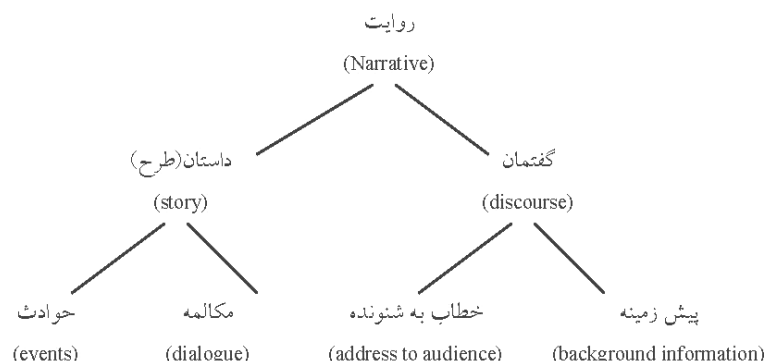 روایت
(Narrative)
گفتمان
داستان(طرح)
(discourse)
(story)
پیش زمینه
خطاب به شنونده
مکالمه
حوادث
(background information)
(address to audience)
(dialogue)
(events)